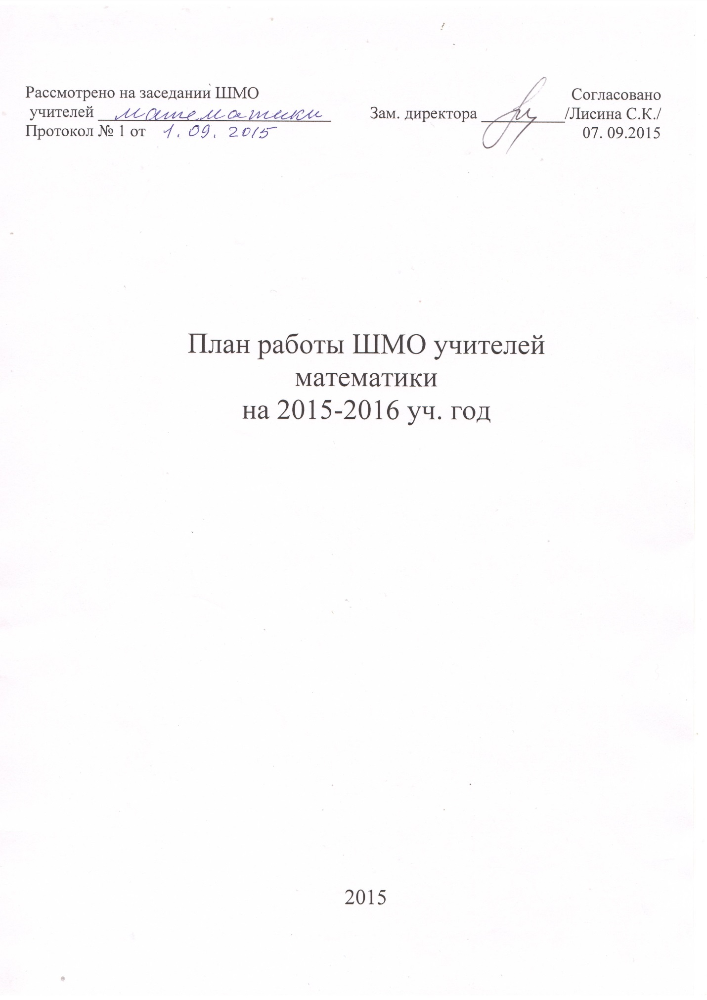 Рассмотрено на заседании ШМО
учителей математики
Протокол № 1 от 1. 09. 2015
Согласовано
Зам. директора ____________/Лисина С.К./
07. 09.2015
План работы ШМО учителей
математики
на 2015-2016 уч. год
2015